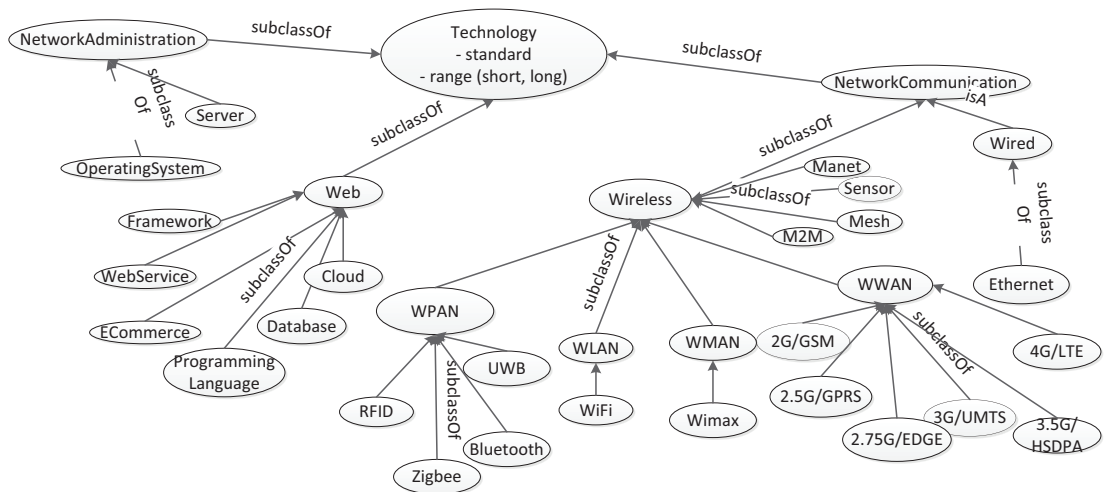 subclassOf
NetworkAdministration
Technology
- standard
- range (short, long)
subclassOf
NetworkCommunication
isA
subclass
Of
Server
OperatingSystem
subclassOf
Web
Framework
WebService
ECommerce
subclassOf
Programming
Language
Database
Cloud
subclassOf
Wireless
Manet
subclassOf
Sensor
Mesh
M2M
Wired
subclass
Of
Ethernet
WPAN
subclassOf
RFID
Zigbee
Bluetooth
UWB
subclassOf
WLAN
WiFi
WMAN
Wimax
WWAN
subclassOf
2G/GSM
2.5G/GPRS
2.75G/EDGE
3G/UMTS
3.5G/
HSDPA
4G/LTE